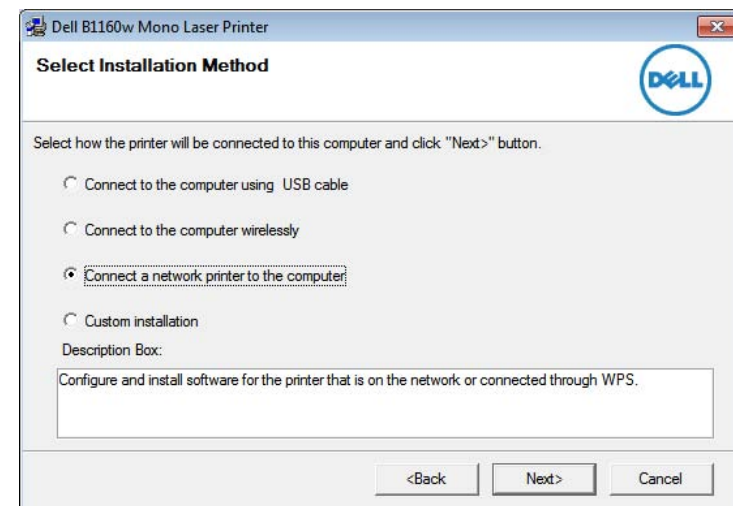 Dell B1160w Mono Laser Printer
Select Installation Method
DELL
Select how the printer will be connected to this computer and click "Next>" button.
Connect to the computer using  USB cable
Connect to the computer wirelessly
Connect a network printer to the computer
Custom installation
Description Box:
Configure and install software for the printer that is on the network or connected through WPS.
<Back
Next>
Cancel